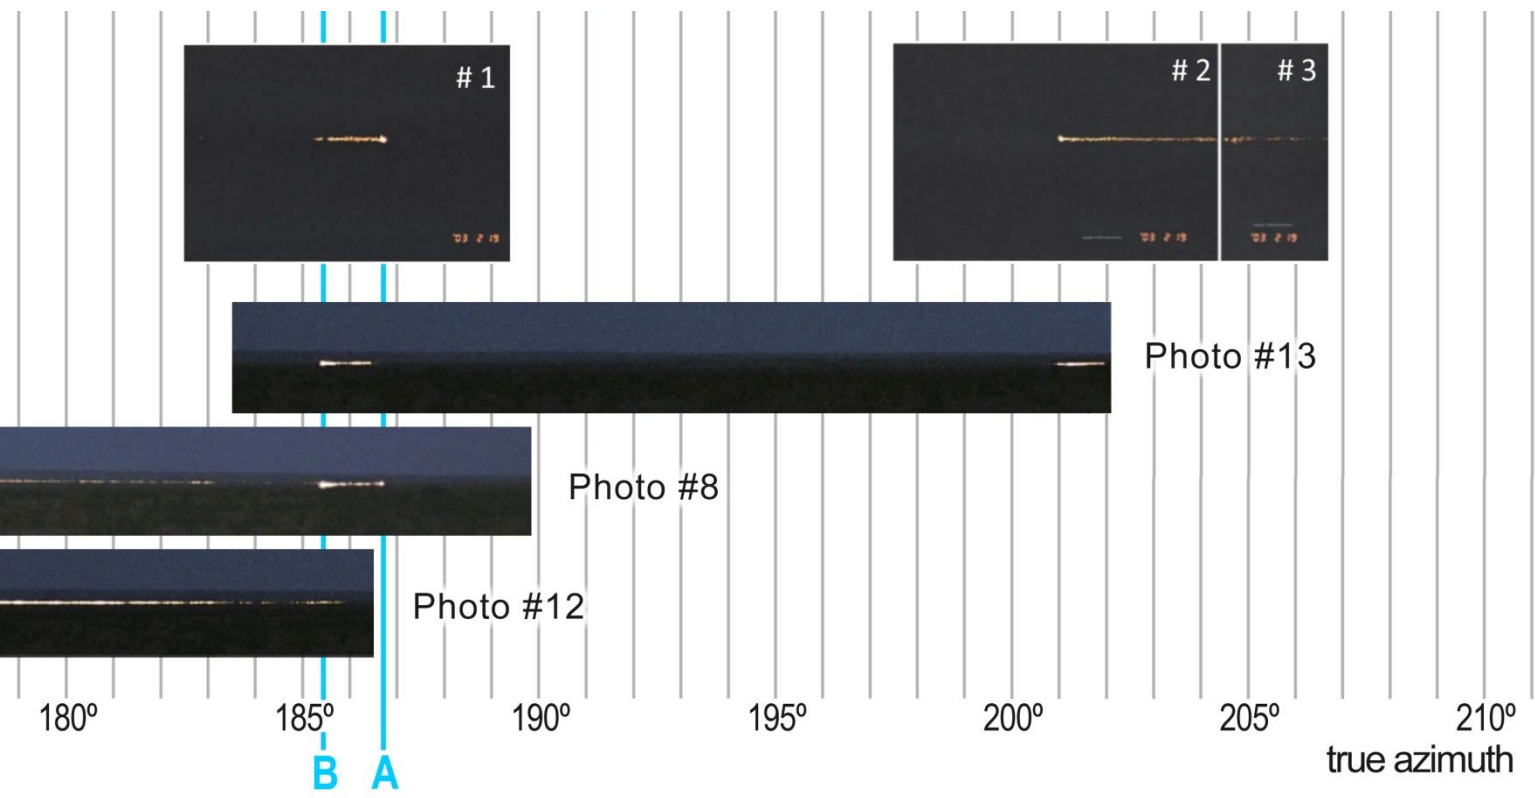 # 1
# 2
# 3
'03 2 19
'03 2 19
'03 2 19
Photo #13
Photo #8
Photo #12
180º
185º
190º
195º
200º
205º
210º
B
A
true azimuth